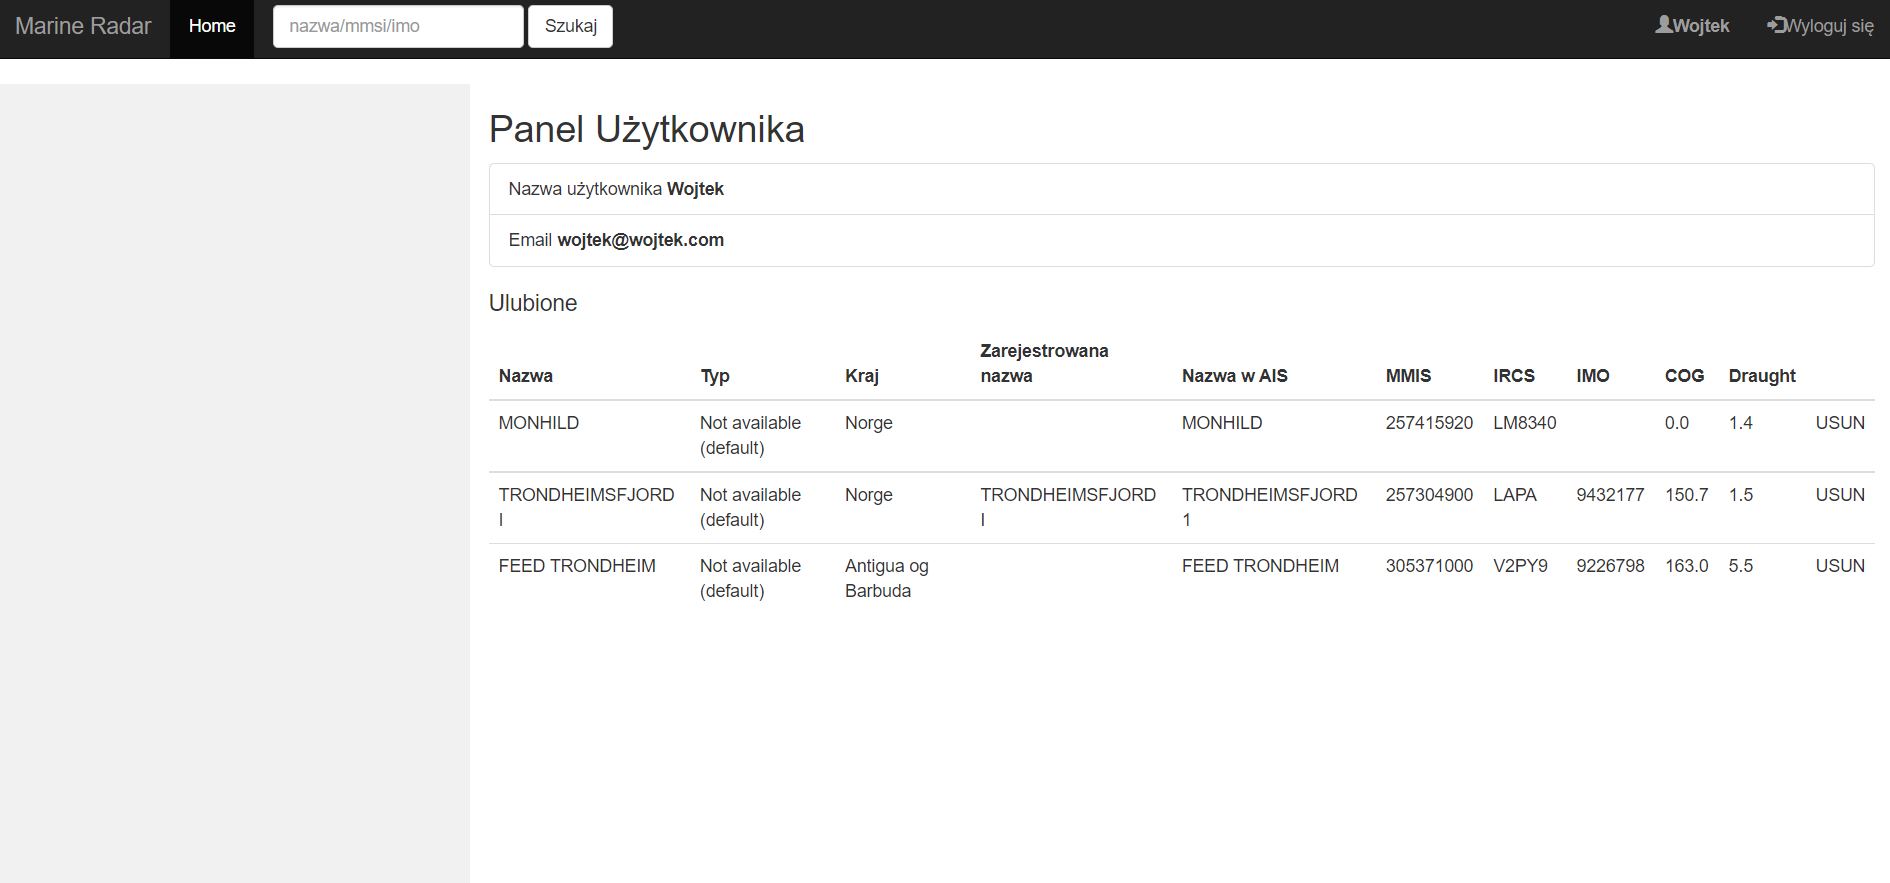 Marine Radar Home nazwa/mmsi/imo Szukaj Wojtek Wyloguj się
Panel Użytkownika
Nazwa użytkownika Wojtek
Email wojtek@wojtek.com
Ulubione
Nazwa Typ Kraj Zarejestrowana nazwa Nazwa w AIS MMIS IRCS IMO COG Draught
MONHILD Not available (default) Norge MONHILD 257415920 LM8340 0.0 1.4 USUN
TRONDHEIMSFJORD I Not available (default) Norge TRONDHEIMSFJORD I TRONDHEIMSFJORD 1 257304900 LAPA 9432177 150.7 1.5 USUN
FEED TRONDHEIM Not available (default) Antigua og Barbuda FEED TRONDHEIM 305371000 V2PY9 9226798 163.0 5.5 USUN